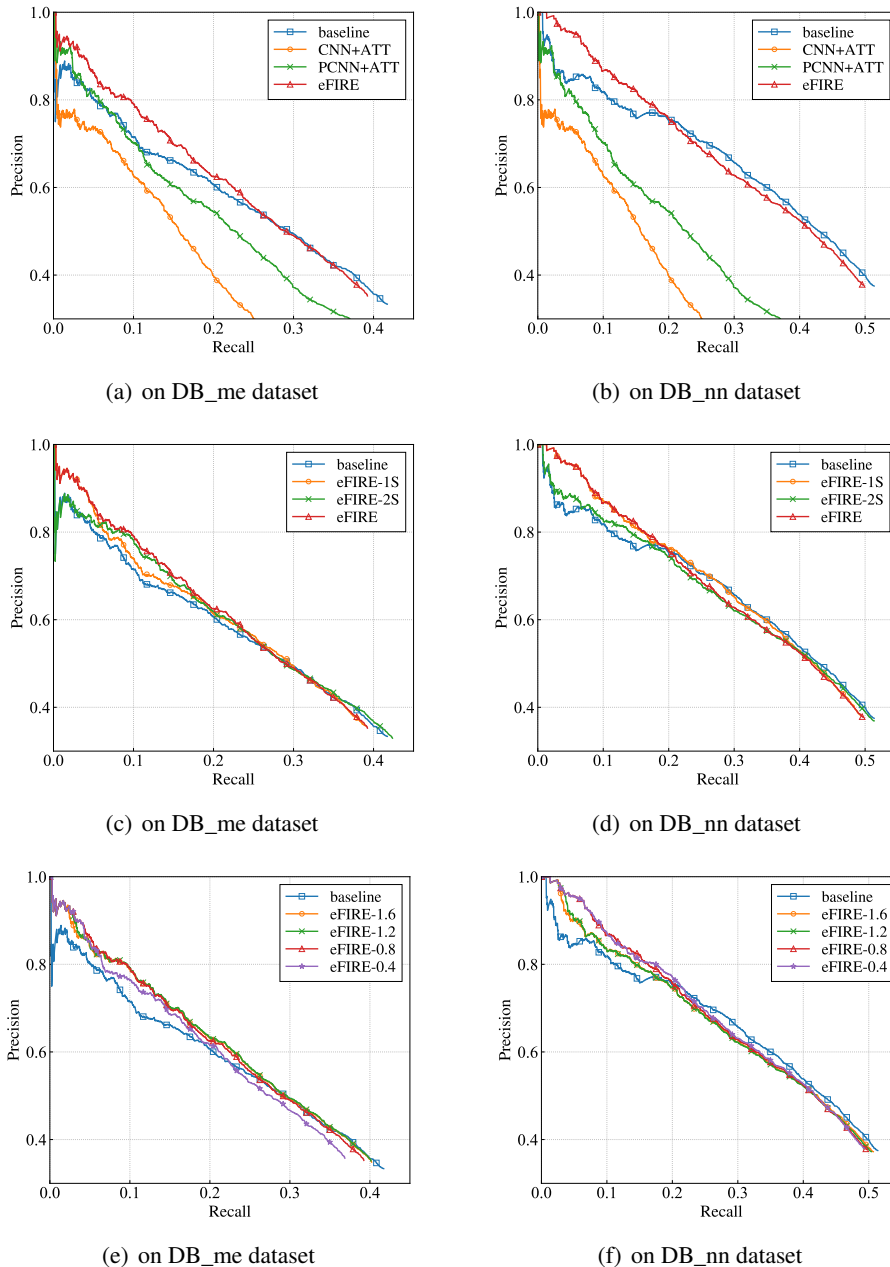 1.0
0.8
0.6
0.4
Precision
0.0 0.1 0.2 0.3 0.4
Recall
baseline
CNN+ATT
PCNN+ATT
eFIRE
(a) on DB_me dataset
1.0
0.8
0.6
0.4
Precision
0.0 0.1 0.2 0.3 0.4 0.5
Recall
baseline
CNN+ATT
PCNN+ATT
eFIRE
(b) on DB_nn dataset
1.0
0.8
0.6
0.4
Precision
0.0 0.1 0.2 0.3 0.4
Recall
baseline
eFIRE-1S
eFIRE-2S
eFIRE
(c) on DB_me dataset
1.0
0.8
0.6
0.4
Precision
0.0 0.1 0.2 0.3 0.4 0.5
Recall
baseline
eFIRE-1S
eFIRE-2S
eFIRE
(d) on DB_nn dataset
1.0
0.8
0.6
0.4
Precision
0.0 0.1 0.2 0.3 0.4
Recall
baseline
eFIRE-1.6
eFIRE-1.2
eFIRE-0.8
eFIRE-0.4
(e) on DB_me dataset
1.0
0.8
0.6
0.4
Precision
0.0 0.1 0.2 0.3 0.4 0.5
Recall
baseline
eFIRE-1.6
eFIRE-1.2
eFIRE-0.8
eFIRE-0.4
(f) on DB_nn dataset